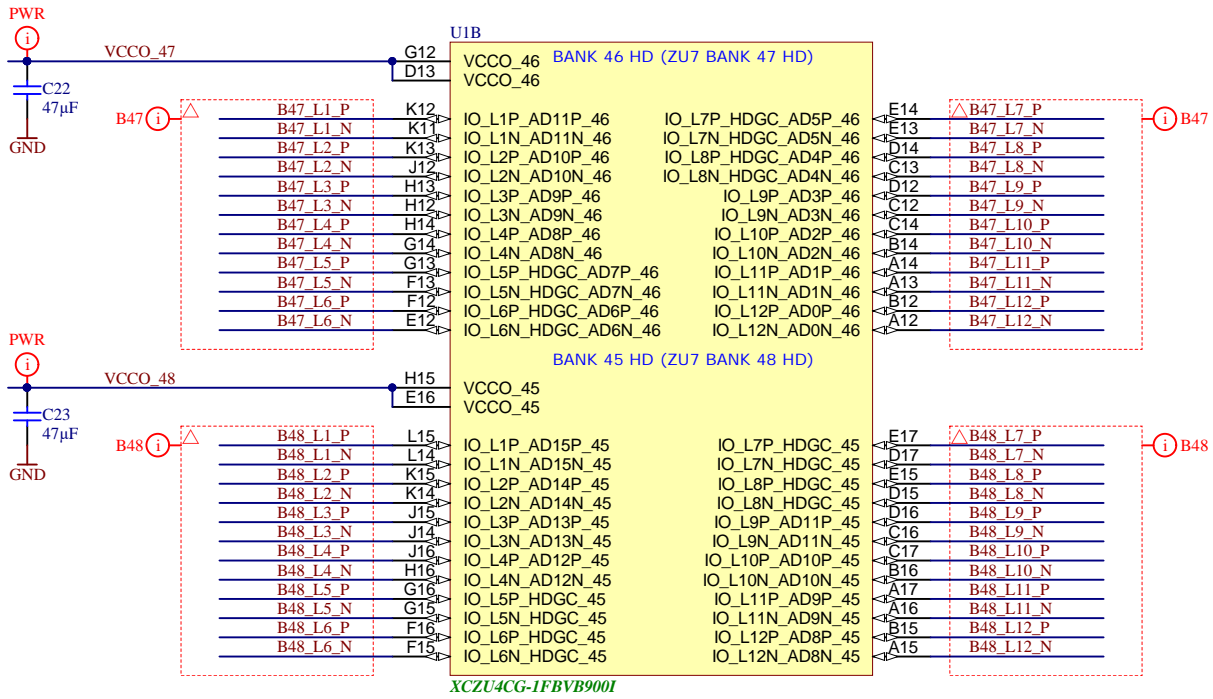 PWR
i
VCCO_47
C22
47µF
GND
U1B
BANK 46 HD (ZU7 BANK 47 HD)
G12 VCCO_46
D13 VCCO_46
B47 i
B47_L1_P K12 IO_L1P_AD11P_46 IO_L7P_HDGC_AD5P_46 E14 B47_L7_P
B47_L1_N K11 IO_L1N_AD11N_46 IO_L7N_HDGC_AD5N_46 E13 B47_L7_N
B47_L2_P K13 IO_L2P_AD10P_46 IO_L8P_HDGC_AD4P_46 D14 B47_L8_P
B47_L2_N J12 IO_L2N_AD10N_46 IO_L8N_HDGC_AD4N_46 C13 B47_L8_N
B47_L3_P H13 IO_L3P_AD9P_46 IO_L9P_AD3P_46 D12 B47_L9_P
B47_L3_N H12 IO_L3N_AD9N_46 IO_L9N_AD3N_46 C12 B47_L9_N
B47_L4_P H14 IO_L4P_AD8P_46 IO_L10P_AD2P_46 C14 B47_L10_P
B47_L4_N G14 IO_L4N_AD8N_46 IO_L10N_AD2N_46 B14 B47_L10_N
B47_L5_P G13 IO_L5P_HDGC_AD7P_46 IO_L11P_AD1P_46 A14 B47_L11_P
B47_L5_N F13 IO_L5N_HDGC_AD7N_46 IO_L11N_AD1N_46 A13 B47_L11_N
B47_L6_P F12 IO_L6P_HDGC_AD6P_46 IO_L12P_AD0P_46 B12 B47_L12_P
B47_L6_N E12 IO_L6N_HDGC_AD6N_46 IO_L12N_AD0N_46 A12 B47_L12_N
i B47
PWR
i
VCCO_48
C23
47µF
GND
BANK 45 HD (ZU7 BANK 48 HD)
H15 VCCO_45
E16 VCCO_45
B48 i
B48_L1_P L15 IO_L1P_AD15P_45 IO_L7P_HDGC_45 E17 B48_L7_P
B48_L1_N L14 IO_L1N_AD15N_45 IO_L7N_HDGC_45 D17 B48_L7_N
B48_L2_P K15 IO_L2P_AD14P_45 IO_L8P_HDGC_45 E15 B48_L8_P
B48_L2_N K14 IO_L2N_AD14N_45 IO_L8N_HDGC_45 D15 B48_L8_N
B48_L3_P J15 IO_L3P_AD13P_45 IO_L9P_AD11P_45 D16 B48_L9_P
B48_L3_N J14 IO_L3N_AD13N_45 IO_L9N_AD11N_45 C16 B48_L9_N
B48_L4_P J16 IO_L4P_AD12P_45 IO_L10P_AD10P_45 C17 B48_L10_P
B48_L4_N H16 IO_L4N_AD12N_45 IO_L10N_AD10N_45 B16 B48_L10_N
B48_L5_P G16 IO_L5P_HDGC_45 IO_L11P_AD9P_45 A17 B48_L11_P
B48_L5_N G15 IO_L5N_HDGC_45 IO_L11N_AD9N_45 A16 B48_L11_N
B48_L6_P F16 IO_L6P_HDGC_45 IO_L12P_AD8P_45 B15 B48_L12_P
B48_L6_N F15 IO_L6N_HDGC_45 IO_L12N_AD8N_45 A15 B48_L12_N
i B48
XCZU4CG-1FBVB900I